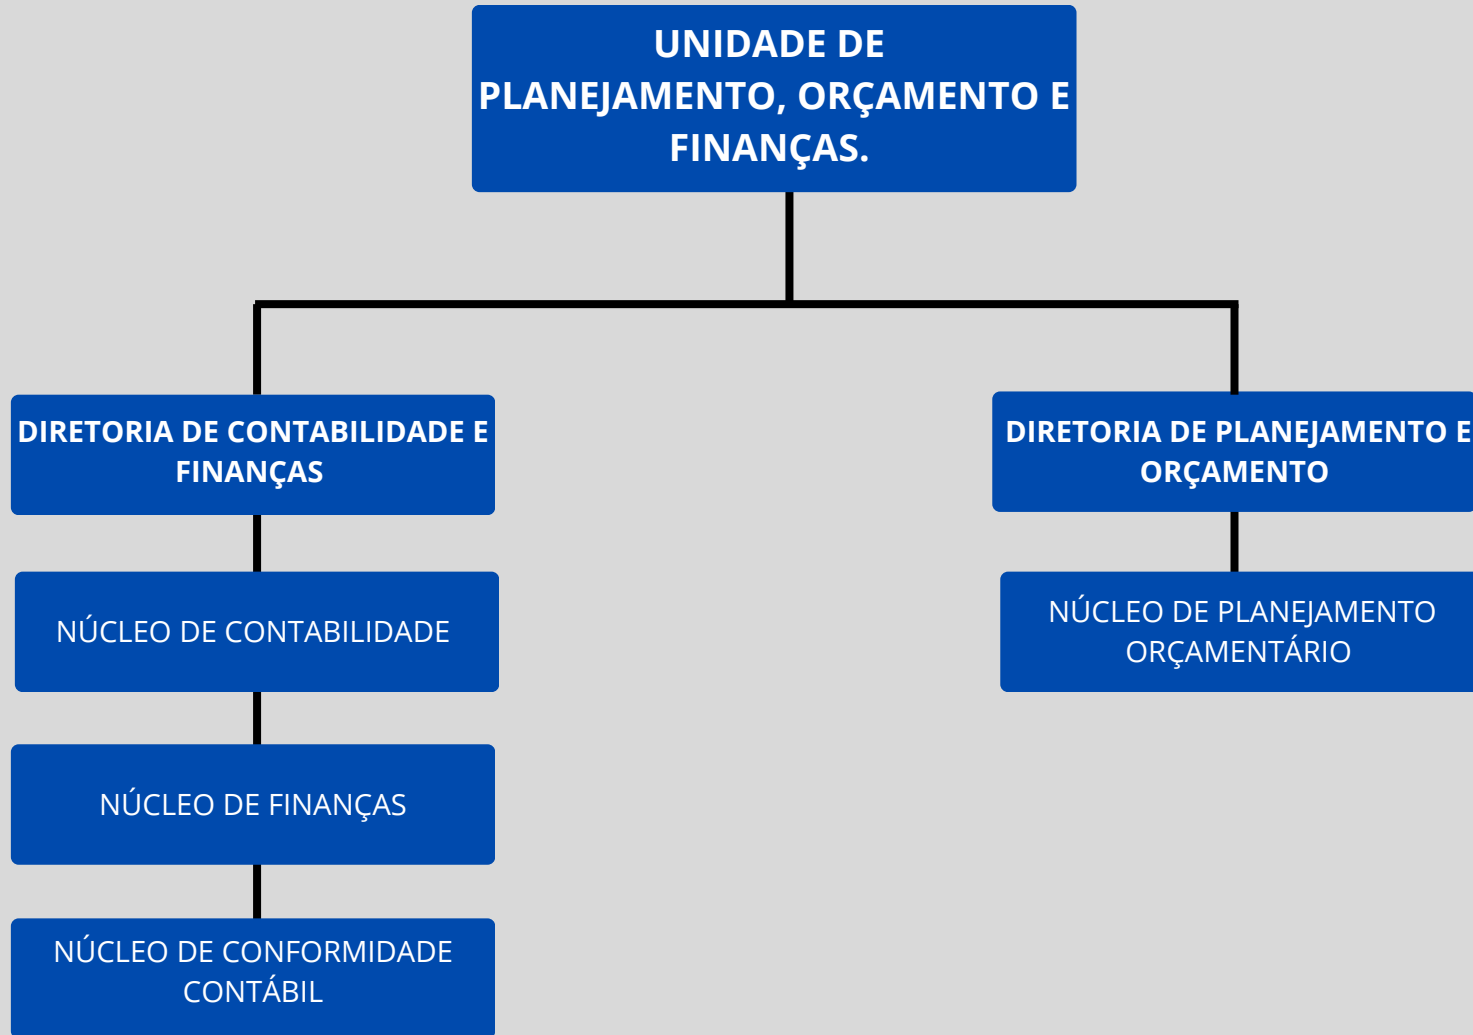 UNIDADE DE
PLANEJAMENTO, ORÇAMENTO E
FINANÇAS.
DIRETORIA DE CONTABILIDADE E
FINANÇAS
DIRETORIA DE PLANEJAMENTO E
ORÇAMENTO
NÚCLEO DE CONTABILIDADE
NÚCLEO DE PLANEJAMENTO
ORÇAMENTÁRIO
NÚCLEO DE FINANÇAS
NÚCLEO DE CONFORMIDADE
CONTÁBIL